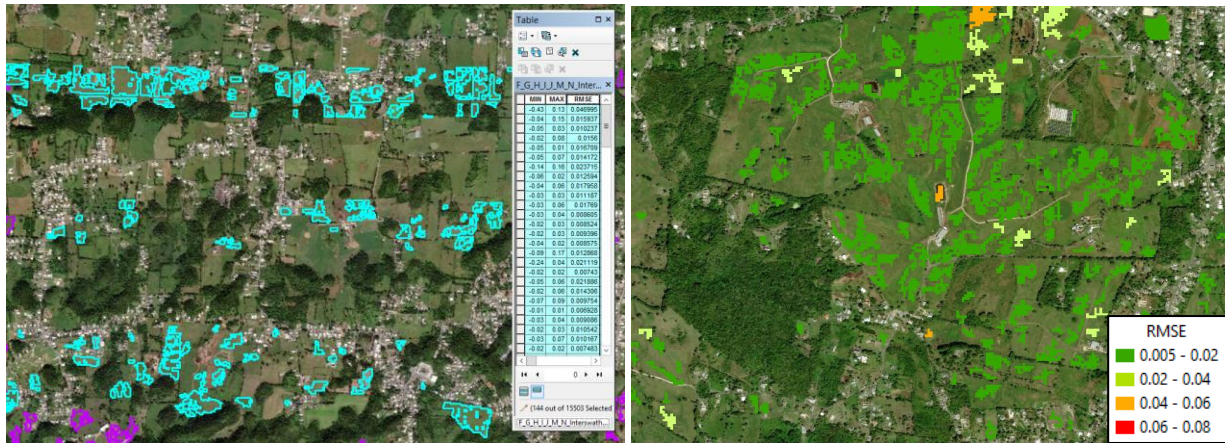 Table
F_G_H_I_J_M_N_Inter...
MIN MAX RMSE
-0.43 0.13 0.046995
-0.04 0.15 0.015937
-0.05 0.03 0.010237
-0.02 0.08 0.0156
-0.05 0.01 0.016709
-0.05 0.07 0.014172
-0.14 0.16 0.023715
-0.06 0.02 0.012594
-0.04 0.06 0.017958
-0.03 0.03 0.011187
-0.03 0.06 0.01769
-0.03 0.04 0.008605
-0.02 0.03 0.008524
-0.02 0.03 0.009396
-0.04 0.02 0.008575
-0.09 0.17 0.012868
-0.24 0.04 0.021119
-0.02 0.02 0.00743
-0.05 0.06 0.021886
-0.02 0.06 0.014306
-0.07 0.09 0.009754
-0.01 0.01 0.006928
-0.03 0.04 0.009086
-0.02 0.03 0.010542
-0.03 0.07 0.010167
-0.02 0.02 0.007463
0
(144 out of 15503 Selected
F_G_H_I_J_M_N_Interswath...
RMSE
0.005 - 0.02
0.02 - 0.04
0.04 - 0.06
0.06 - 0.08